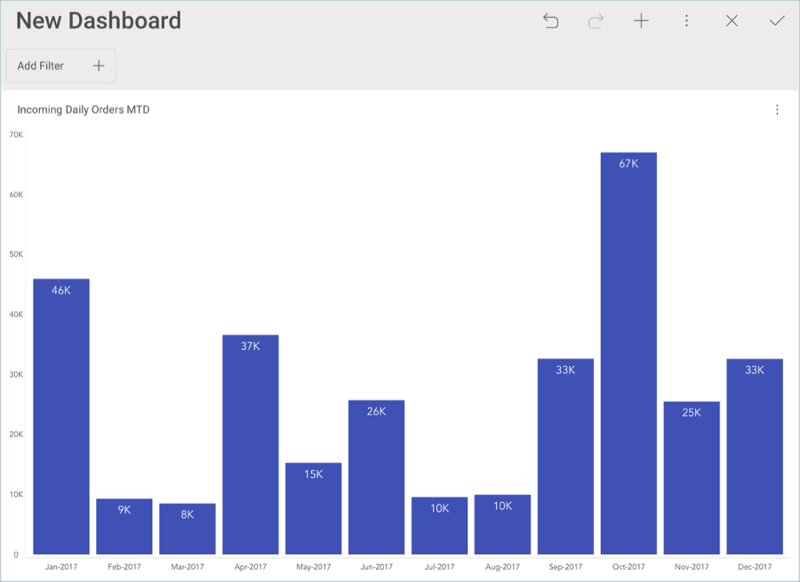 New Dashboard
Add Filter
Incoming Daily Orders MTD
70K
60K
50K
40K
30K
20K
10K
0
46K
9K
8K
37K
15K
26K
10K
10K
33K
67K
25K
33K
Jan-2017 Feb-2017 Mar-2017 Apr-2017 May-2017 Jun-2017 Jul-2017 Aug-2017 Sep-2017 Oct-2017 Nov-2017 Dec-2017